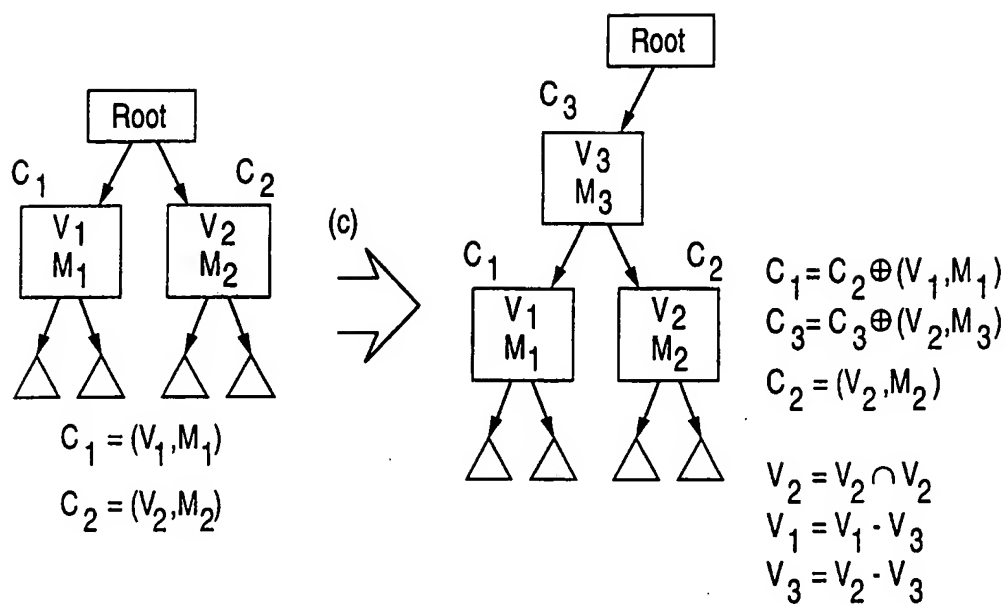 Root
C₁
C₂
V₁
M₁
V₂
M₂
C₁ = (V₁,M₁)
C₂ = (V₂,M₂)
(c)
Root
C₃
V₃
M₃
C₁
C₂
V₁
M₁
V₂
M₂
C₁ = C₂ ⊕ (V₁,M₁)
C₃ = C₃ ⊕ (V₂,M₃)
C₂ = (V₂,M₂)
V₂ = V₂ ∩ V₂
V₁ = V₁ - V₃
V₃ = V₂ - V₃